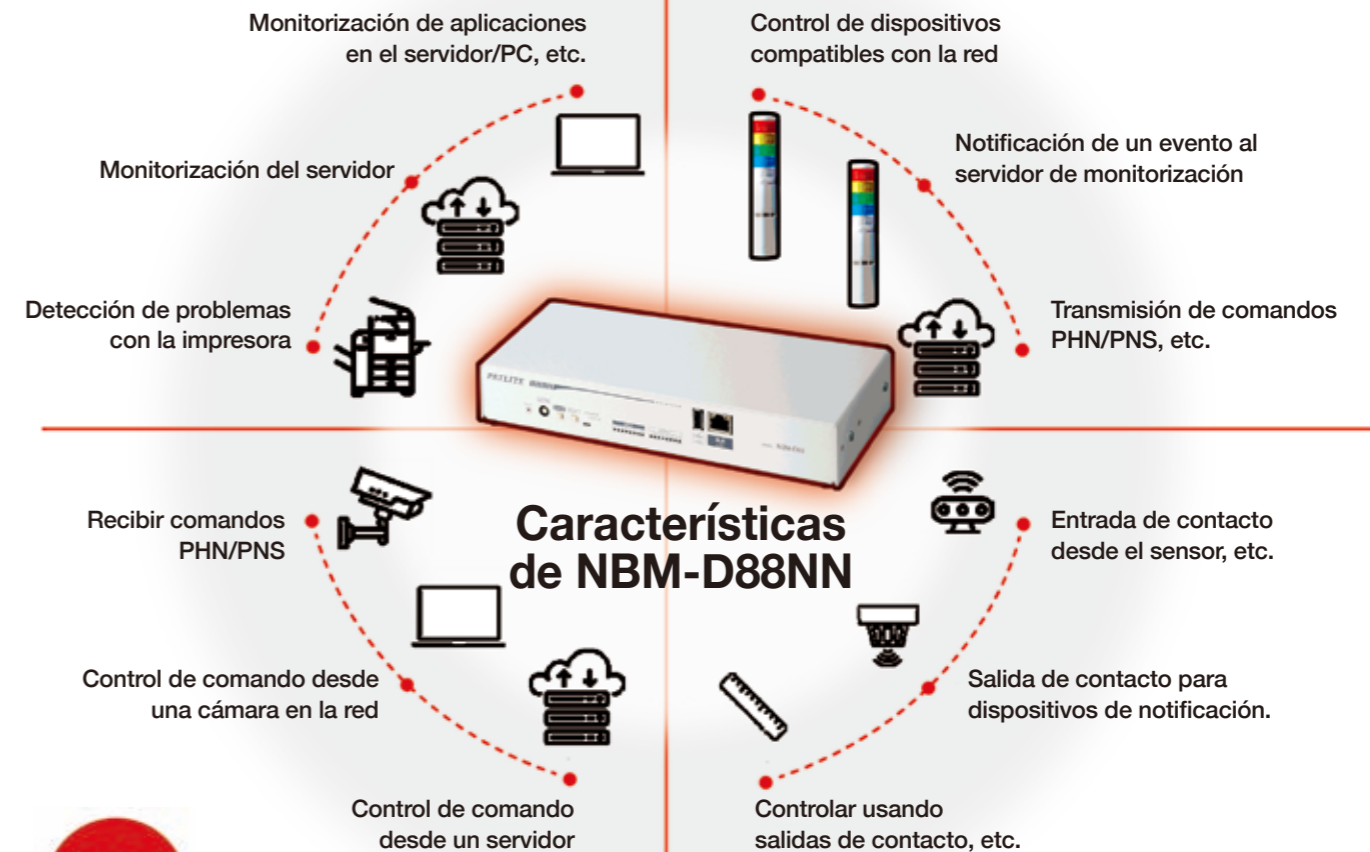 Monitorización de aplicaciones
en el servidor/PC, etc.
Control de dispositivos
compatibles con la red
Monitorización del servidor
Notificación de un evento al
servidor de monitorización
Detección de problemas
con la impresora
Transmisión de comandos
PHN/PNS, etc.
PATLITE
Características
de NBM-D88NN
Recibir comandos
PHN/PNS
Entrada de contacto
desde el sensor, etc.
Control de comando desde
una cámara en la red
Salida de contacto para
dispositivos de notificación.
Control de comando
desde un servidor
Controlar usando
salidas de contacto, etc.